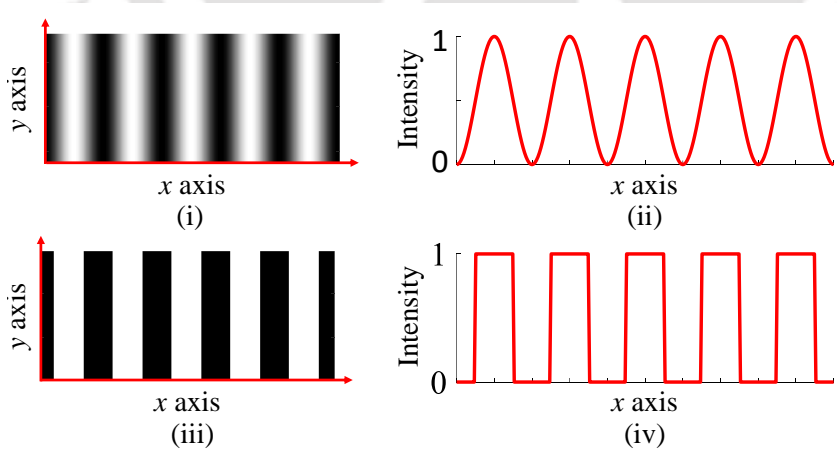 y axis
x axis
(i)
1
Intensity
0
x axis
(ii)
y axis
x axis
(iii)
1
Intensity
0
x axis
(iv)